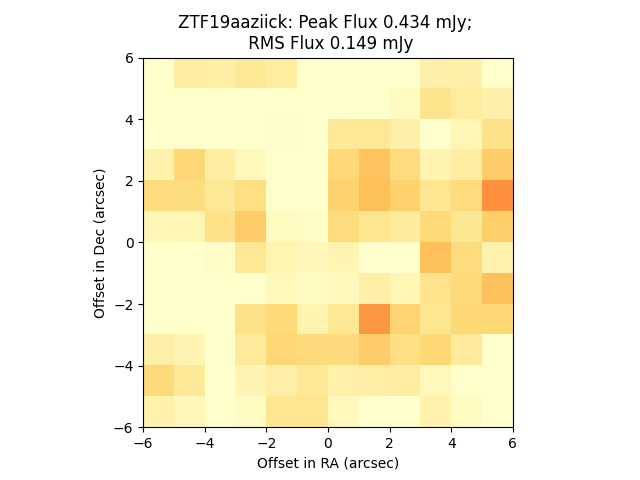 ZTF19aaziick: Peak Flux 0.434 mJy;
RMS Flux 0.149 mJy
6
4
2
0
−2
−4
−6
Offset in Dec (arcsec)
−6 −4 −2 0 2 4 6
Offset in RA (arcsec)